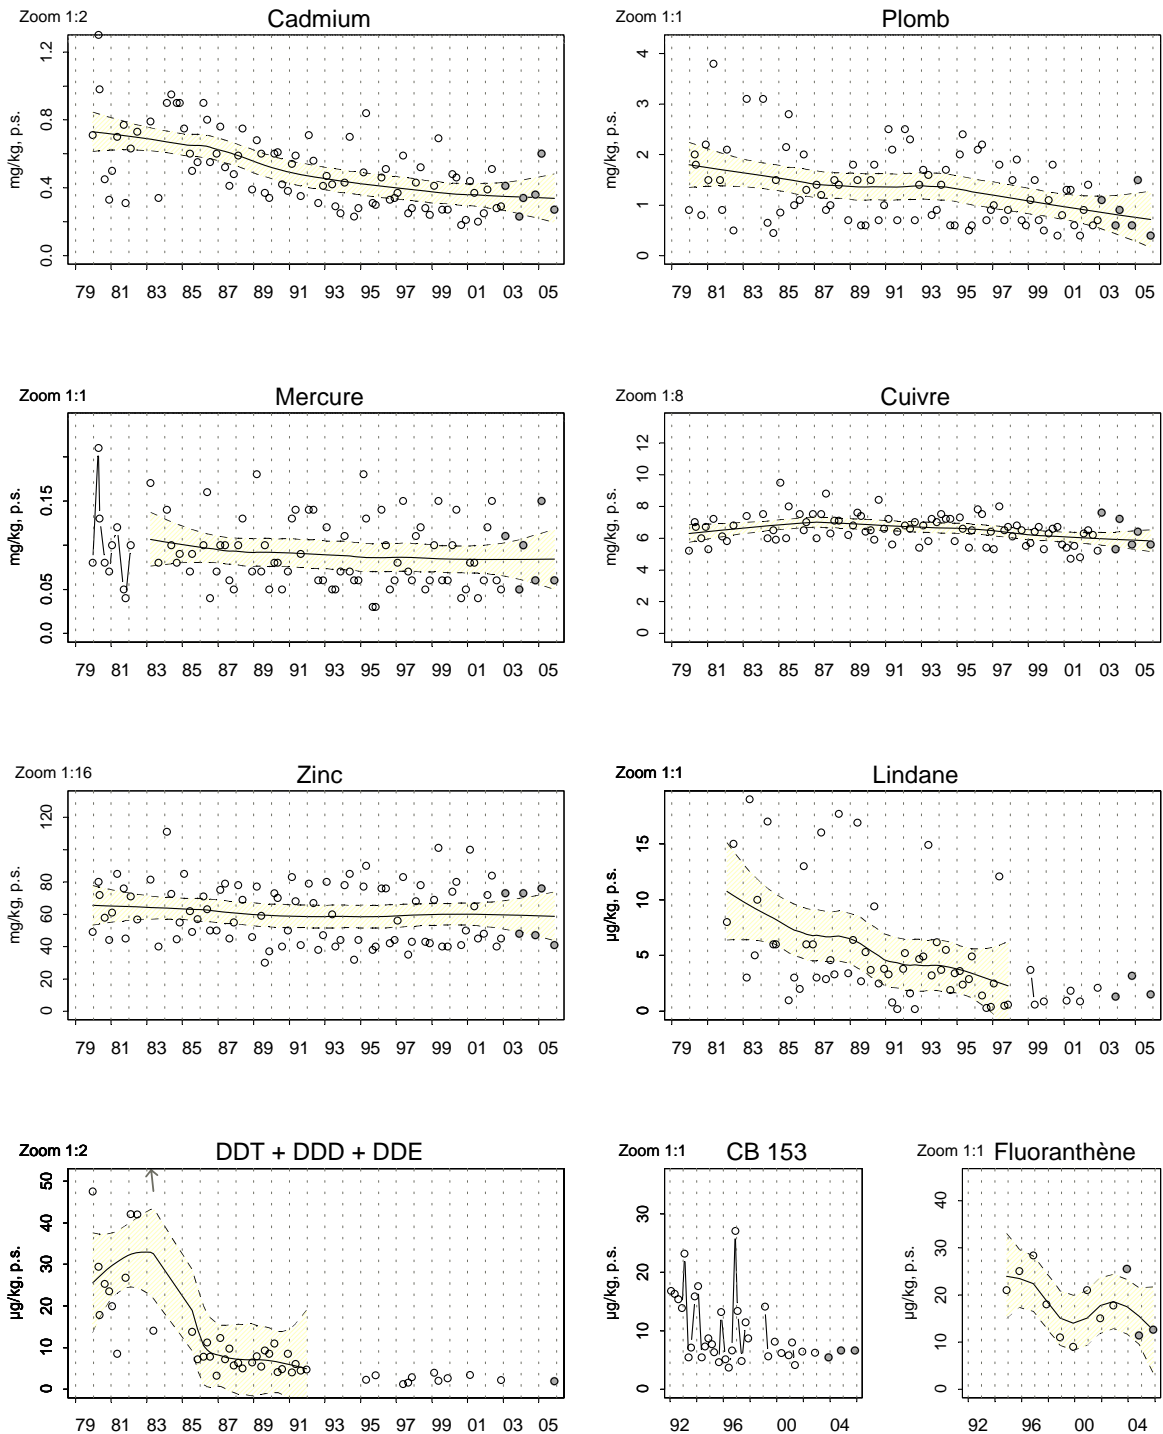 Zoom 1:2 Cadmium
mg/kg, p.s.
1.2
0.8
0.4
0.0
79 81 83 85 87 89 91 93 95 97 99 01 03 05
Zoom 1:1 Plomb
mg/kg, p.s.
4
3
2
1
0
79 81 83 85 87 89 91 93 95 97 99 01 03 05
Zoom 1:1 Mercure
mg/kg, p.s.
0.15
0.05
0.0
79 81 83 85 87 89 91 93 95 97 99 01 03 05
Zoom 1:8 Cuivre
mg/kg, p.s.
12
10
8
6
4
2
0
79 81 83 85 87 89 91 93 95 97 99 01 03 05
Zoom 1:16 Zinc
mg/kg, p.s.
120
80
60
40
20
0
79 81 83 85 87 89 91 93 95 97 99 01 03 05
Zoom 1:1 Lindane
µg/kg, p.s.
15
10
5
0
79 81 83 85 87 89 91 93 95 97 99 01 03 05
Zoom 1:2 DDT + DDD + DDE
µg/kg, p.s.
50
40
30
20
10
0
79 81 83 85 87 89 91 93 95 97 99 01 03 05
Zoom 1:1 CB 153
µg/kg, p.s.
30
20
10
0
92 96 00 04
Zoom 1:1 Fluoranthène
µg/kg, p.s.
40
30
20
10
0
92 96 00 04